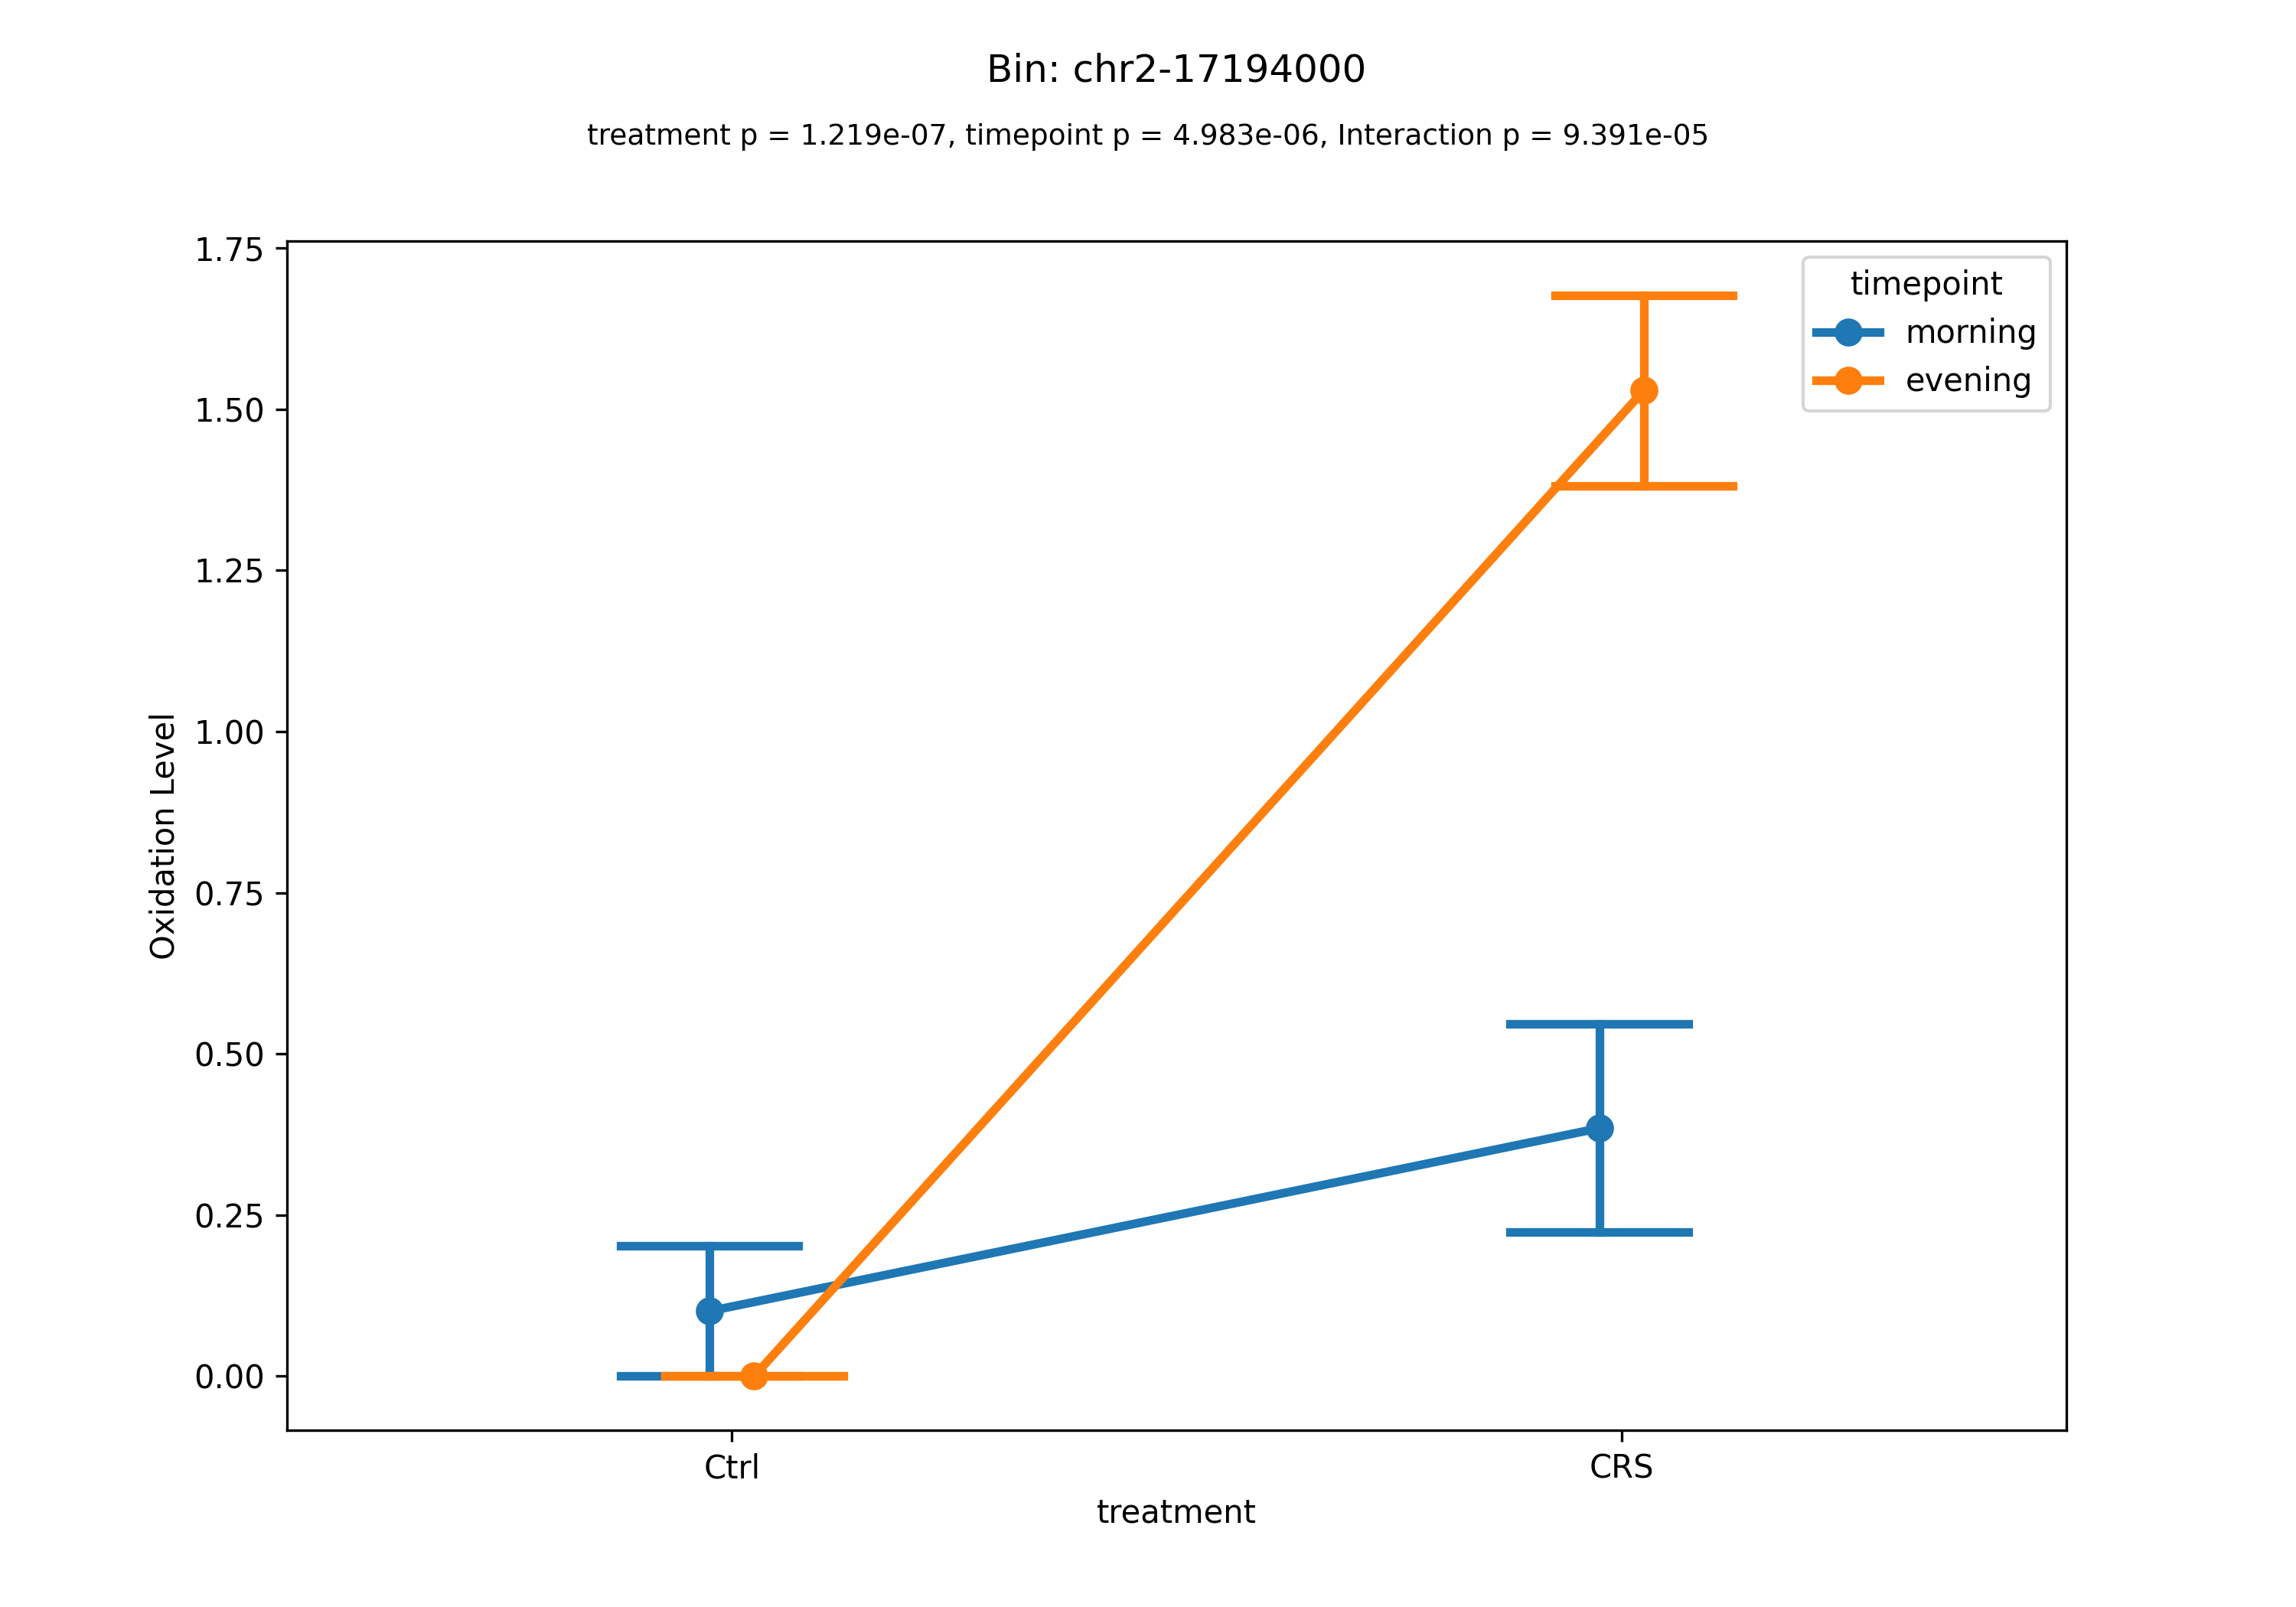 Bin: chr2-17194000
treatment p = 1.219e-07, timepoint p = 4.983e-06, Interaction p = 9.391e-05
timepoint
morning
evening
1.75
1.50
1.25
1.00
0.75
0.50
0.25
0.00
Oxidation Level
Ctrl
CRS
treatment